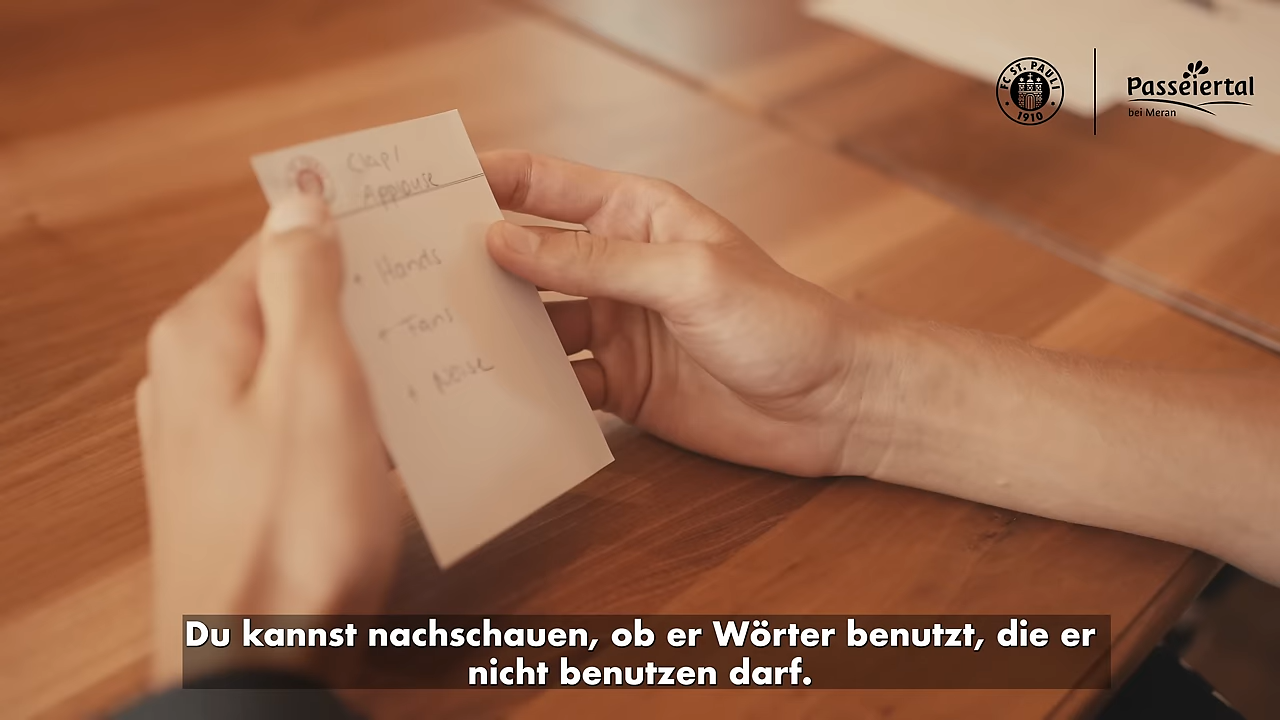 FC ST. PAULI
1910
Passeiertal
bei Meran
Clap/
Applause
• Hands
• Fans
• Noise
Du kannst nachschauen, ob er Wörter benutzt, die er
nicht benutzen darf.